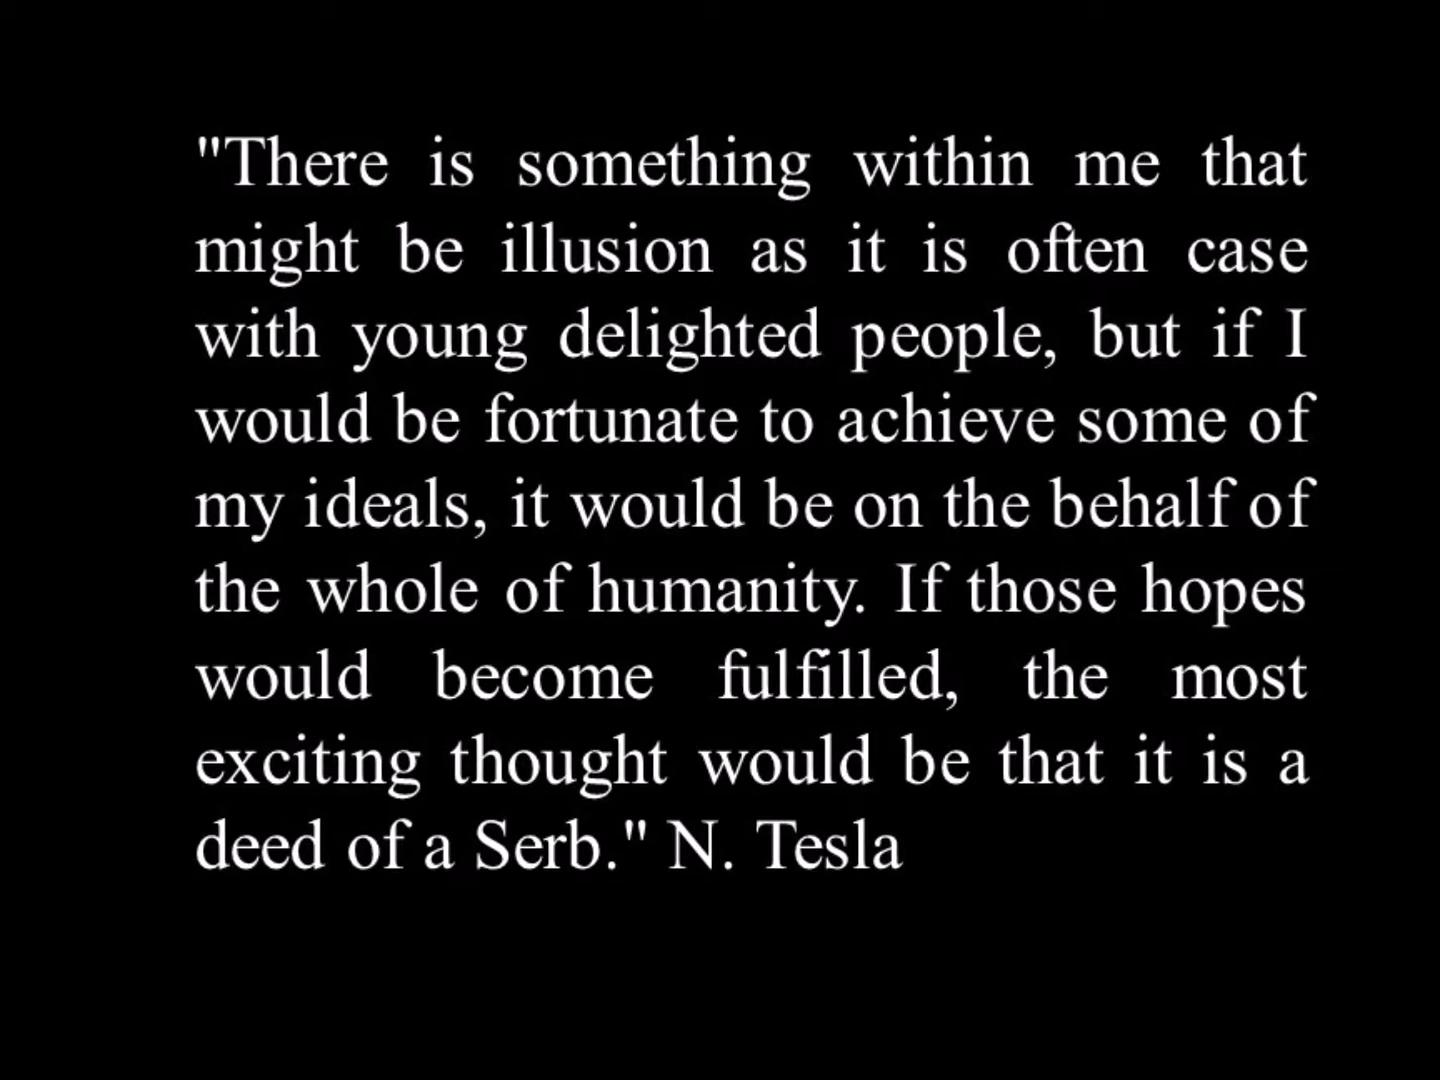 "There is something within me that
might be illusion as it is often case
with young delighted people, but if I
would be fortunate to achieve some of
my ideals, it would be on the behalf of
the whole of humanity. If those hopes
would become fulfilled, the most
exciting thought would be that it is a
deed of a Serb." N. Tesla